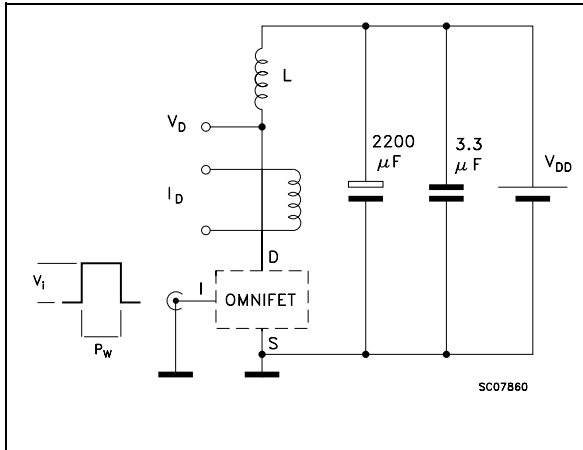 L
V_D
2200
μF
3.3
μF
V_DD
I_D
D
V_i
I
OMNIFET
S
P_W
SC07860